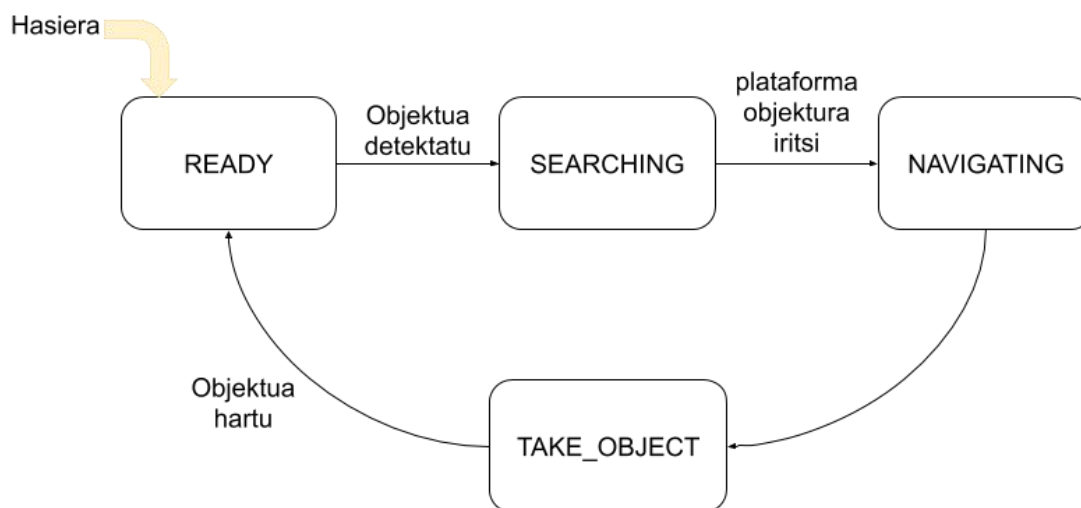 Hasiera
READY
Objektua
detektatu
SEARCHING
plataforma
objektura
iritsi
NAVIGATING
TAKE_OBJECT
Objektua
hartu